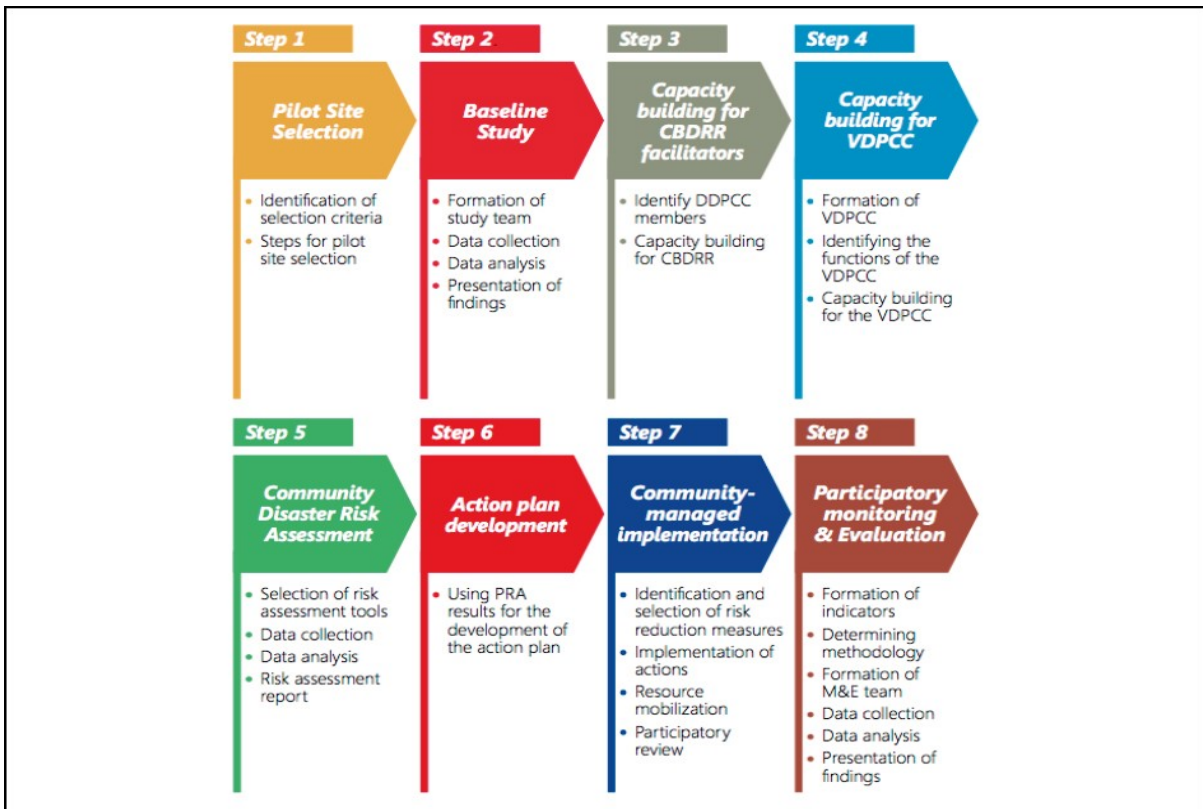 Step 1
Pilot Site
Selection
• Identification of
selection criteria
• Steps for pilot
site selection
Step 2.
Baseline
Study
• Formation of
study team
• Data collection
• Data analysis
• Presentation of
findings
Step 3
Capacity
building for
CBDRR
facilitators
• Identify DDPCC
members
• Capacity building
for CBDRR
Step 4
Capacity
building for
VDPCC
• Formation of
VDPCC
• Identifying the
functions of the
VDPCC
• Capacity building
for the VDPCC
Step 5
Community
Disaster Risk
Assessment
• Selection of risk
assessment tools
• Data collection
• Data analysis
• Risk assessment
report
Step 6
Action plan
development
• Using PRA
results for the
development of
the action plan
Step 7
Community-
managed
implementation
• Identification and
selection of risk
reduction measures
• Implementation of
actions
• Resource
mobilization
• Participatory
review
Step 8
Participatory
monitoring
& Evaluation
• Formation of
indicators
• Determining
methodology
• Formation of
M&E team
• Data collection
• Data analysis
• Presentation of
findings